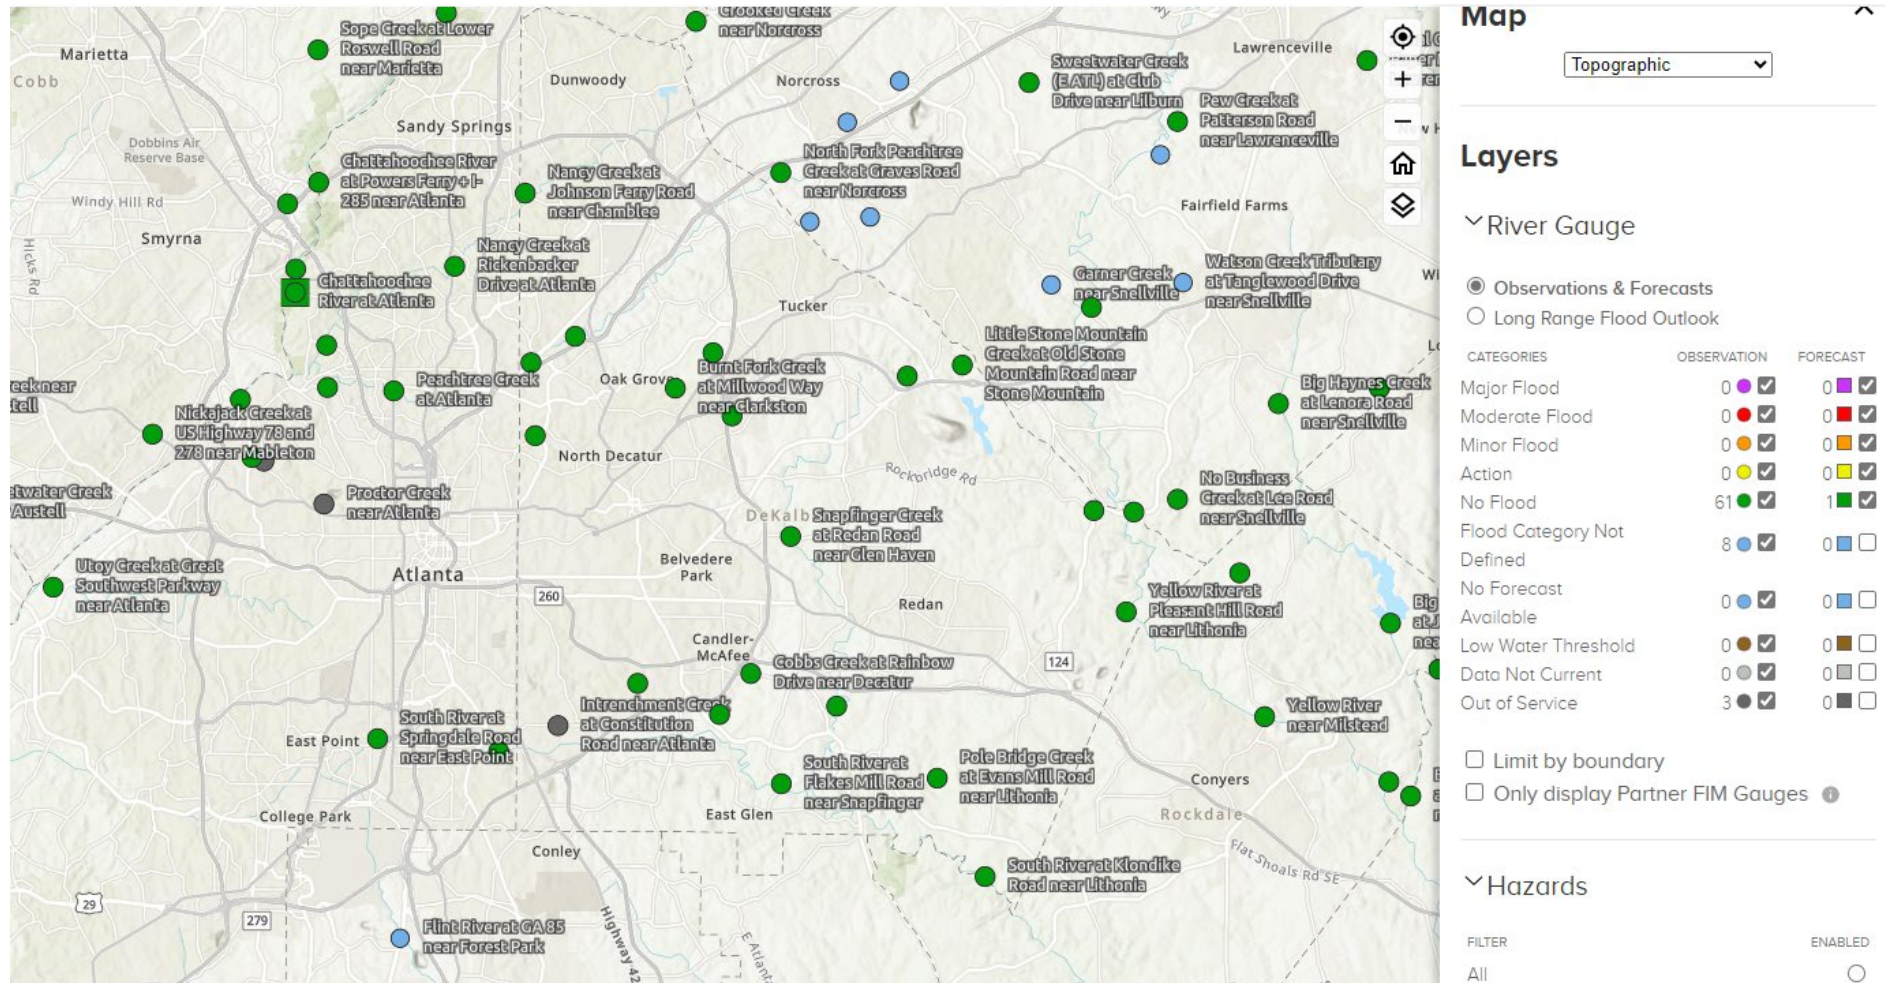 Crooked Creek
near Norcross
Sope Creek at Lower
Roswell Road
near Marietta
Marietta
Cobb
Dunwoody
Norcross
Sweetwater Creek
(E ATL) at Club
Drive near Lilburn
Lawrenceville
Pew Creek at
Patterson Road
near Lawrenceville
Sandy Springs
Dobbins Air
Reserve Base
Chattahoochee River
at Powers Ferry + I-
285 near Atlanta
Nancy Creek at
Johnson Ferry Road
near Chamblee
North Fork Peachtree
Creek at Graves Road
near Norcross
Windy Hill Rd
Fairfield Farms
Smyrna
Hicks Rd
Nancy Creek at
Rickenbacker
Drive at Atlanta
Chattahoochee
River at Atlanta
Tucker
Garner Creek
near Snellville
Watson Creek Tributary
at Tanglewood Drive
near Snellville
Little Stone Mountain
Creek at Old Stone
Mountain Road near
Stone Mountain
Peachtree Creek
at Atlanta
Oak Grove
Burnt Fork Creek
at Millwood Way
near Clarkston
Big Haynes Creek
at Lenora Road
near Snellville
Nickajack Creek at
US Highway 78 and
278 near Mableton
North Decatur
Rockbridge Rd
No Business
Creek at Lee Road
near Snellville
Proctor Creek
near Atlanta
Austell
DeKalb
Snapfinger Creek
at Redan Road
near Glen Haven
Utoy Creek at Great
Southwest Parkway
near Atlanta
Atlanta
Belvedere
Park
260
Redan
Yellow River at
Pleasant Hill Road
near Lithonia
Big
Candler-
McAfee
Cobbs Creek at Rainbow
Drive near Decatur
124
Intrenchment Creek
at Constitution
Road near Atlanta
Yellow River
near Milstead
East Point
South River at
Springdale Road
near East Point
South River at
Flakes Mill Road
near Snapfinger
Pole Bridge Creek
at Evans Mill Road
near Lithonia
Conyers
College Park
East Glen
Rockdale
Conley
Flat Shoals Rd SE
South River at Klondike
Road near Lithonia
29
279
Flint River at GA 85
near Forest Park
Highway 42
E Atlanta
Map
Topographic
Layers
River Gauge
Observations & Forecasts
Long Range Flood Outlook
CATEGORIES OBSERVATION FORECAST
Major Flood 0 0
Moderate Flood 0 0
Minor Flood 0 0
Action 0 0
No Flood 61 1
Flood Category Not
Defined 8 0
No Forecast
Available 0 0
Low Water Threshold 0 0
Data Not Current 0 0
Out of Service 3 0
Limit by boundary
Only display Partner FIM Gauges
Hazards
FILTER ENABLED
All